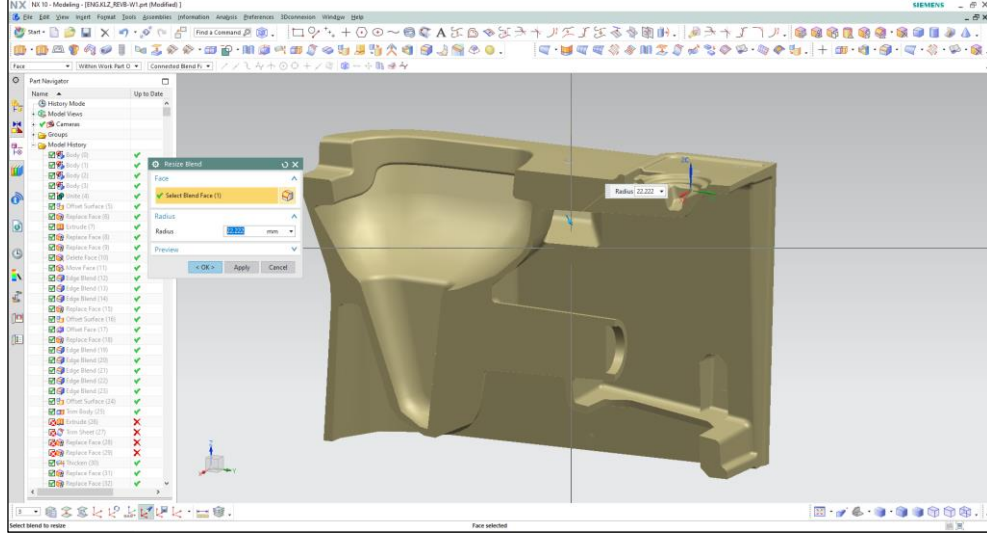 NX NX 10 - Modeling - [ENG.KLZ_REVB-W1.prt (Modified) ] SIEMENS
File Edit View Insert Format Tools Assemblies Information Analysis Preferences 3Dconnexion Window Help
Start Find a Command
Face Within Work Part O Connected Blend F
Part Navigator
Name Up to Date
History Mode
Model Views
Cameras
Groups
Model History
Body (0)
Body (1)
Body (2)
Body (3)
Unite (4)
Offset Surface (5)
Replace Face (6)
Extrude (7)
Replace Face (8)
Replace Face (9)
Delete Face (10)
Move Face (11)
Edge Blend (12)
Edge Blend (13)
Edge Blend (14)
Replace Face (15)
Offset Surface (16)
Offset Face (17)
Replace Face (18)
Edge Blend (19)
Edge Blend (20)
Edge Blend (21)
Edge Blend (22)
Edge Blend (23)
Offset Surface (24)
Trim Body (25)
Extrude (26)
Trim Sheet (27)
Replace Face (28)
Replace Face (29)
Thicken (30)
Replace Face (31)
Replace Face (32)
Resize Blend
Face
Select Blend Face (1)
Radius
Radius 22.222 mm
Preview
< OK > Apply Cancel
Radius 22.222
Z
Y
Select blend to resize Face selected